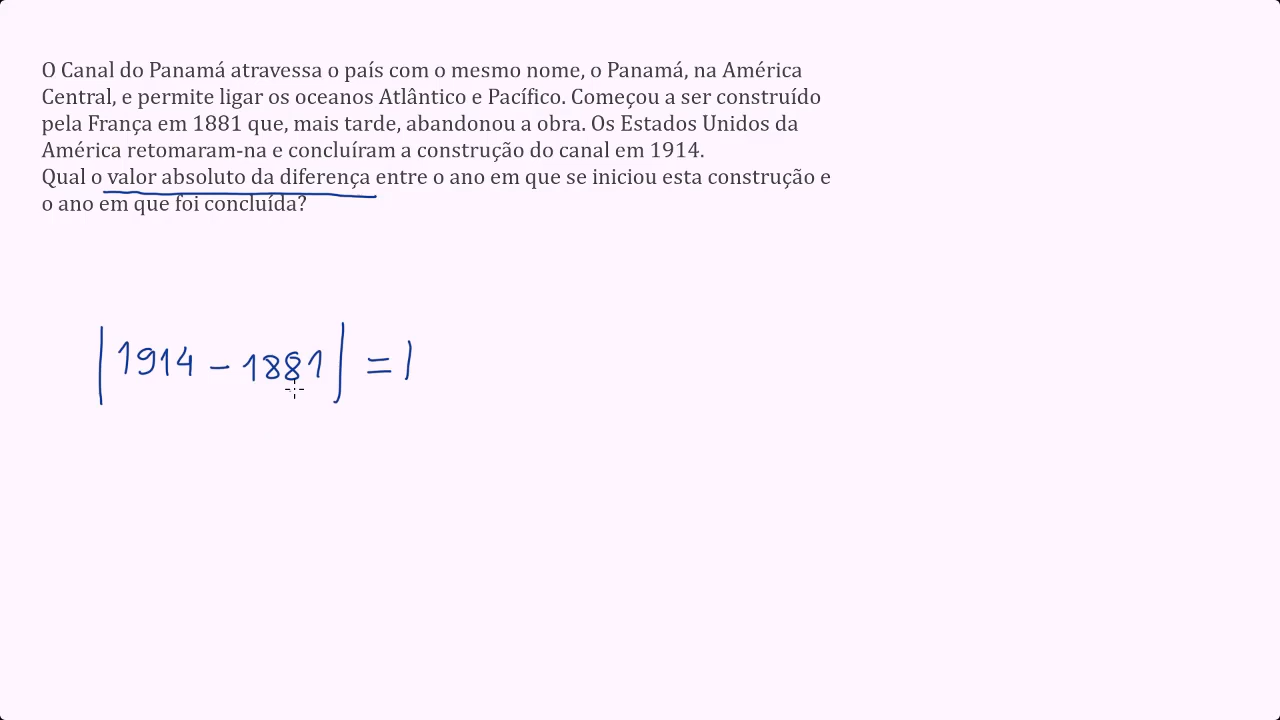 O Canal do Panamá atravessa o país com o mesmo nome, o Panamá, na América
Central, e permite ligar os oceanos Atlântico e Pacífico. Começou a ser construído
pela França em 1881 que, mais tarde, abandonou a obra. Os Estados Unidos da
América retomaram-na e concluíram a construção do canal em 1914.
Qual o valor absoluto da diferença entre o ano em que se iniciou esta construção e
o ano em que foi concluída?
|1914 - 1881| = |